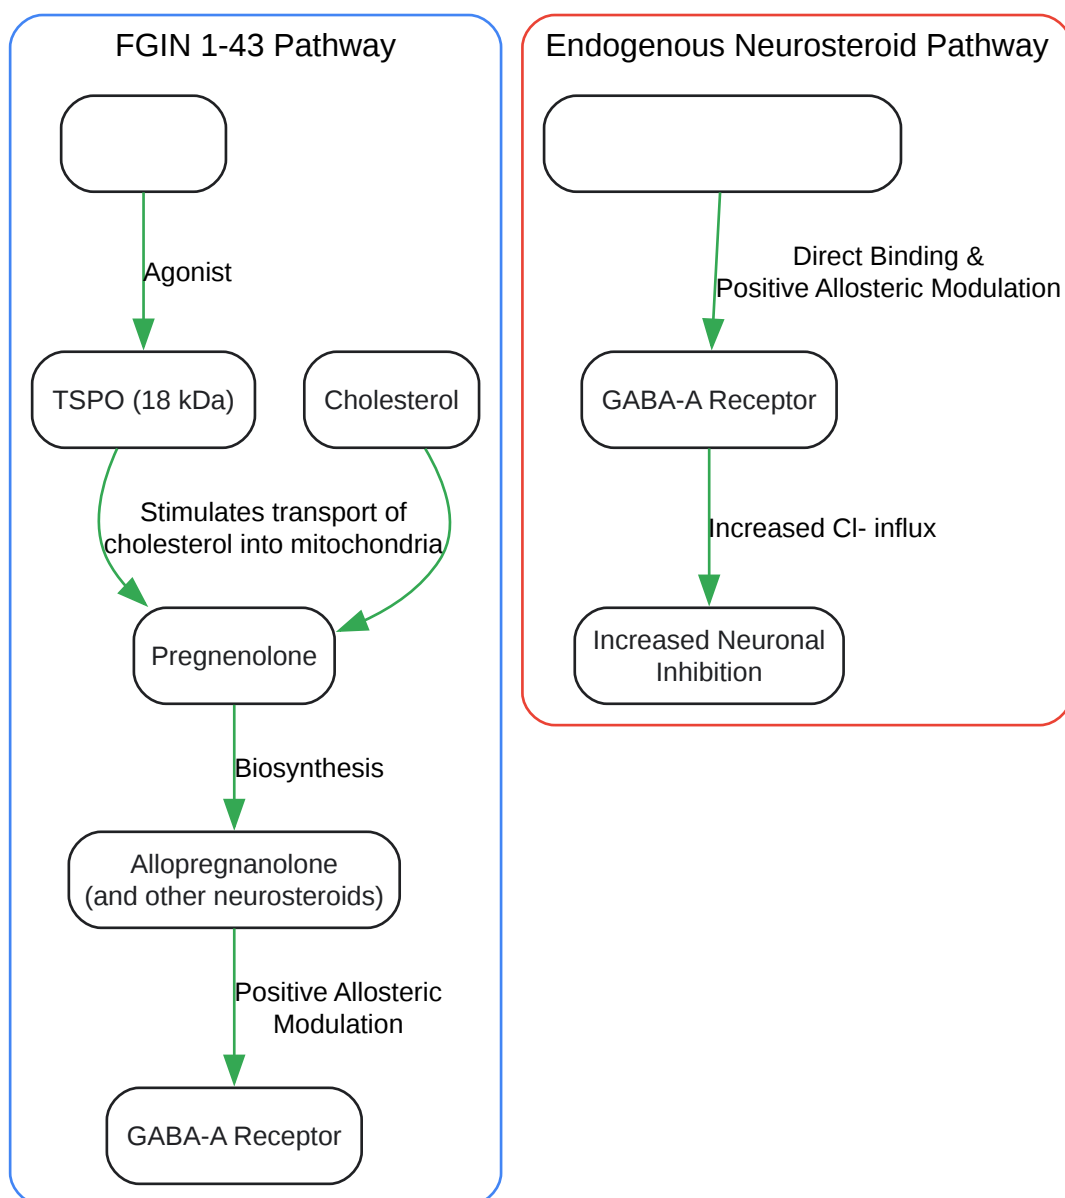 FGIN 1-43 Pathway
Agonist
TSPO (18 kDa)
Cholesterol
Stimulates transport of
cholesterol into mitochondria
Pregnenolone
Biosynthesis
Allopregnanolone
(and other neurosteroids)
Positive Allosteric
Modulation
GABA-A Receptor
Endogenous Neurosteroid Pathway
Direct Binding &
Positive Allosteric Modulation
GABA-A Receptor
Increased Cl- influx
Increased Neuronal
Inhibition